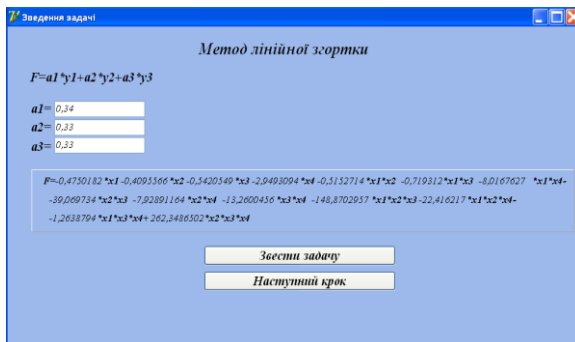 Зведення задачі
Метод лінійної згортки
F=a1*y1+a2*y2+a3*y3
a1= 0,34
a2= 0,33
a3= 0,33
F=-0,4750182 *x1 -0,4095566 *x2 -0,5420549 *x3 -2,9493094 *x4 -0,5152714 *x1*x2 -0,719312 *x1*x3 -8,0167627 *x1*x4-
-39,069734 *x2*x3 -7,92891164 *x2*x4 -13,2600456 *x3*x4 -148,8702957 *x1*x2*x3 -22,416217 *x1*x2*x4-
-1,2638794 *x1*x3*x4+ 262,3486502 *x2*x3*x4
Звести задачу
Наступний крок